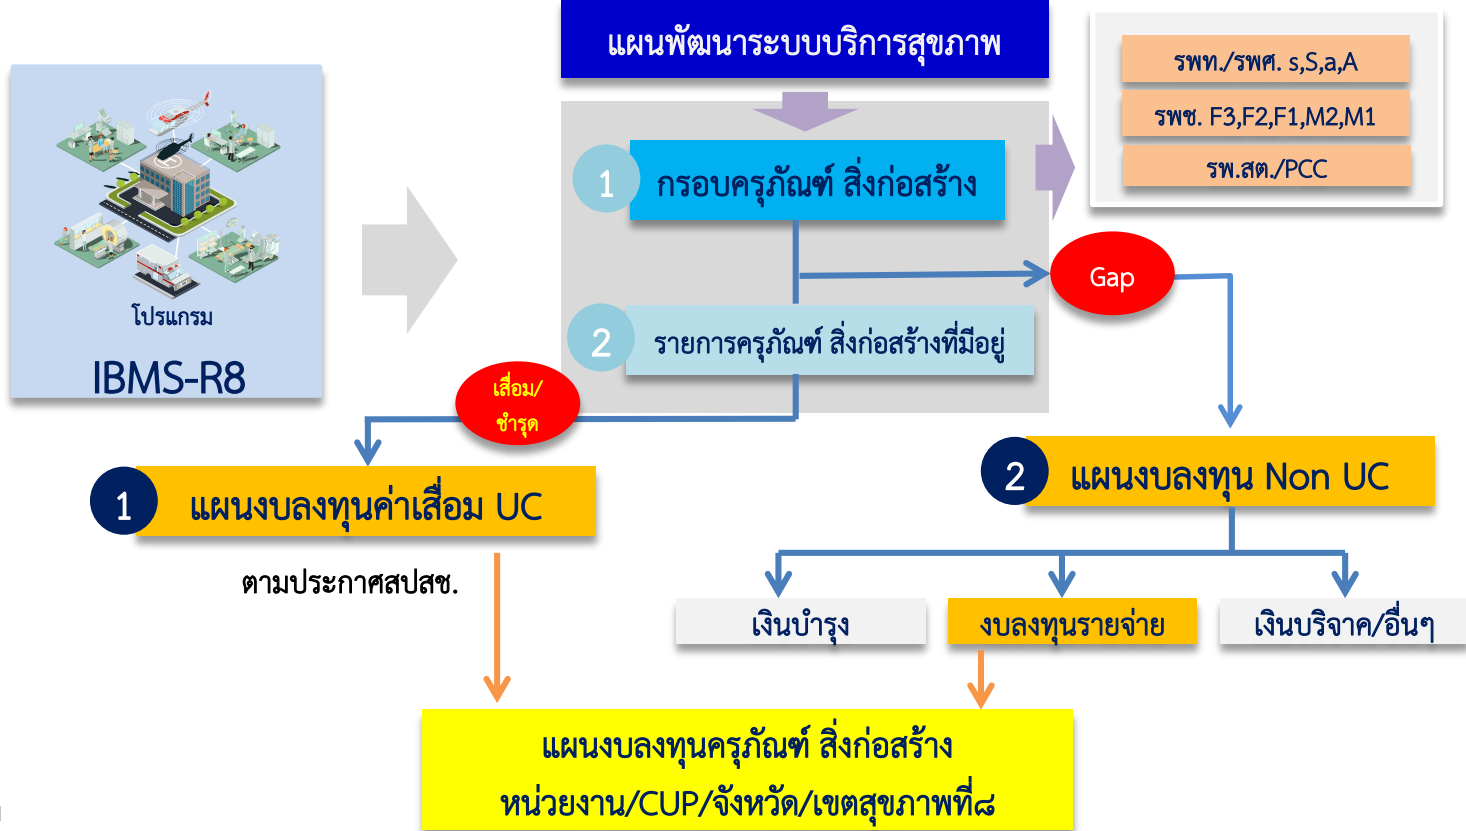 แผนพัฒนาระบบบริการสุขภาพ
รพท./รพศ. s,S,a,A
รพช. F3,F2,F1,M2,M1
รพ.สต./PCC
1
กรอบครุภัณฑ์ สิ่งก่อสร้าง
Gap
โปรแกรม
IBMS-R8
2
รายการครุภัณฑ์ สิ่งก่อสร้างที่มีอยู่
เสื่อม/
ชำรุด
1
แผนงบลงทุนค่าเสื่อม UC
2
แผนงบลงทุน Non UC
ตามประกาศสปสช.
เงินบำรุง
งบลงทุนรายจ่าย
เงินบริจาค/อื่นๆ
แผนงบลงทุนครุภัณฑ์ สิ่งก่อสร้าง
หน่วยงาน/CUP/จังหวัด/เขตสุขภาพที่๘